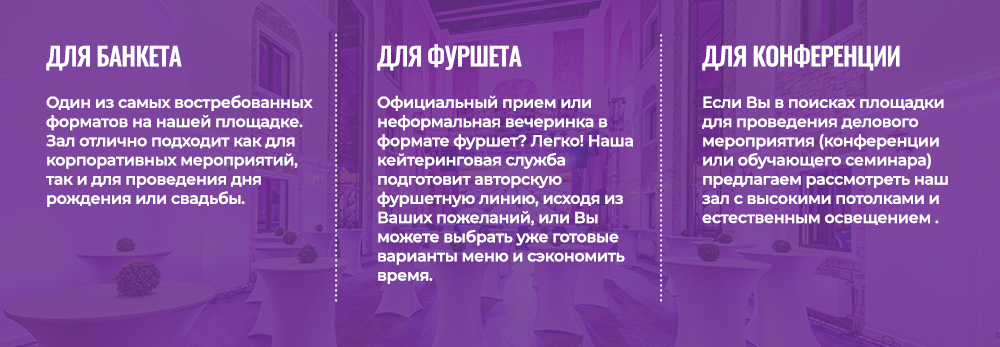 ДЛЯ БАНКЕТА
Один из самых востребованных
форматов на нашей площадке.
Зал отлично подходит как для
корпоративных мероприятий,
так и для проведения дня
рождения или свадьбы.
ДЛЯ ФУРШЕТА
Официальный прием или
неформальная вечеринка в
формате фуршет? Легко! Наша
кейтеринговая служба
подготовит авторскую
фуршетную линию, исходя из
Ваших пожеланий, или Вы
можете выбрать уже готовые
варианты меню и сэкономить
время.
ДЛЯ КОНФЕРЕНЦИИ
Если Вы в поисках площадки
для проведения делового
мероприятия (конференции
или обучающего семинара)
предлагаем рассмотреть наш
зал с высокими потолками и
естественным освещением .